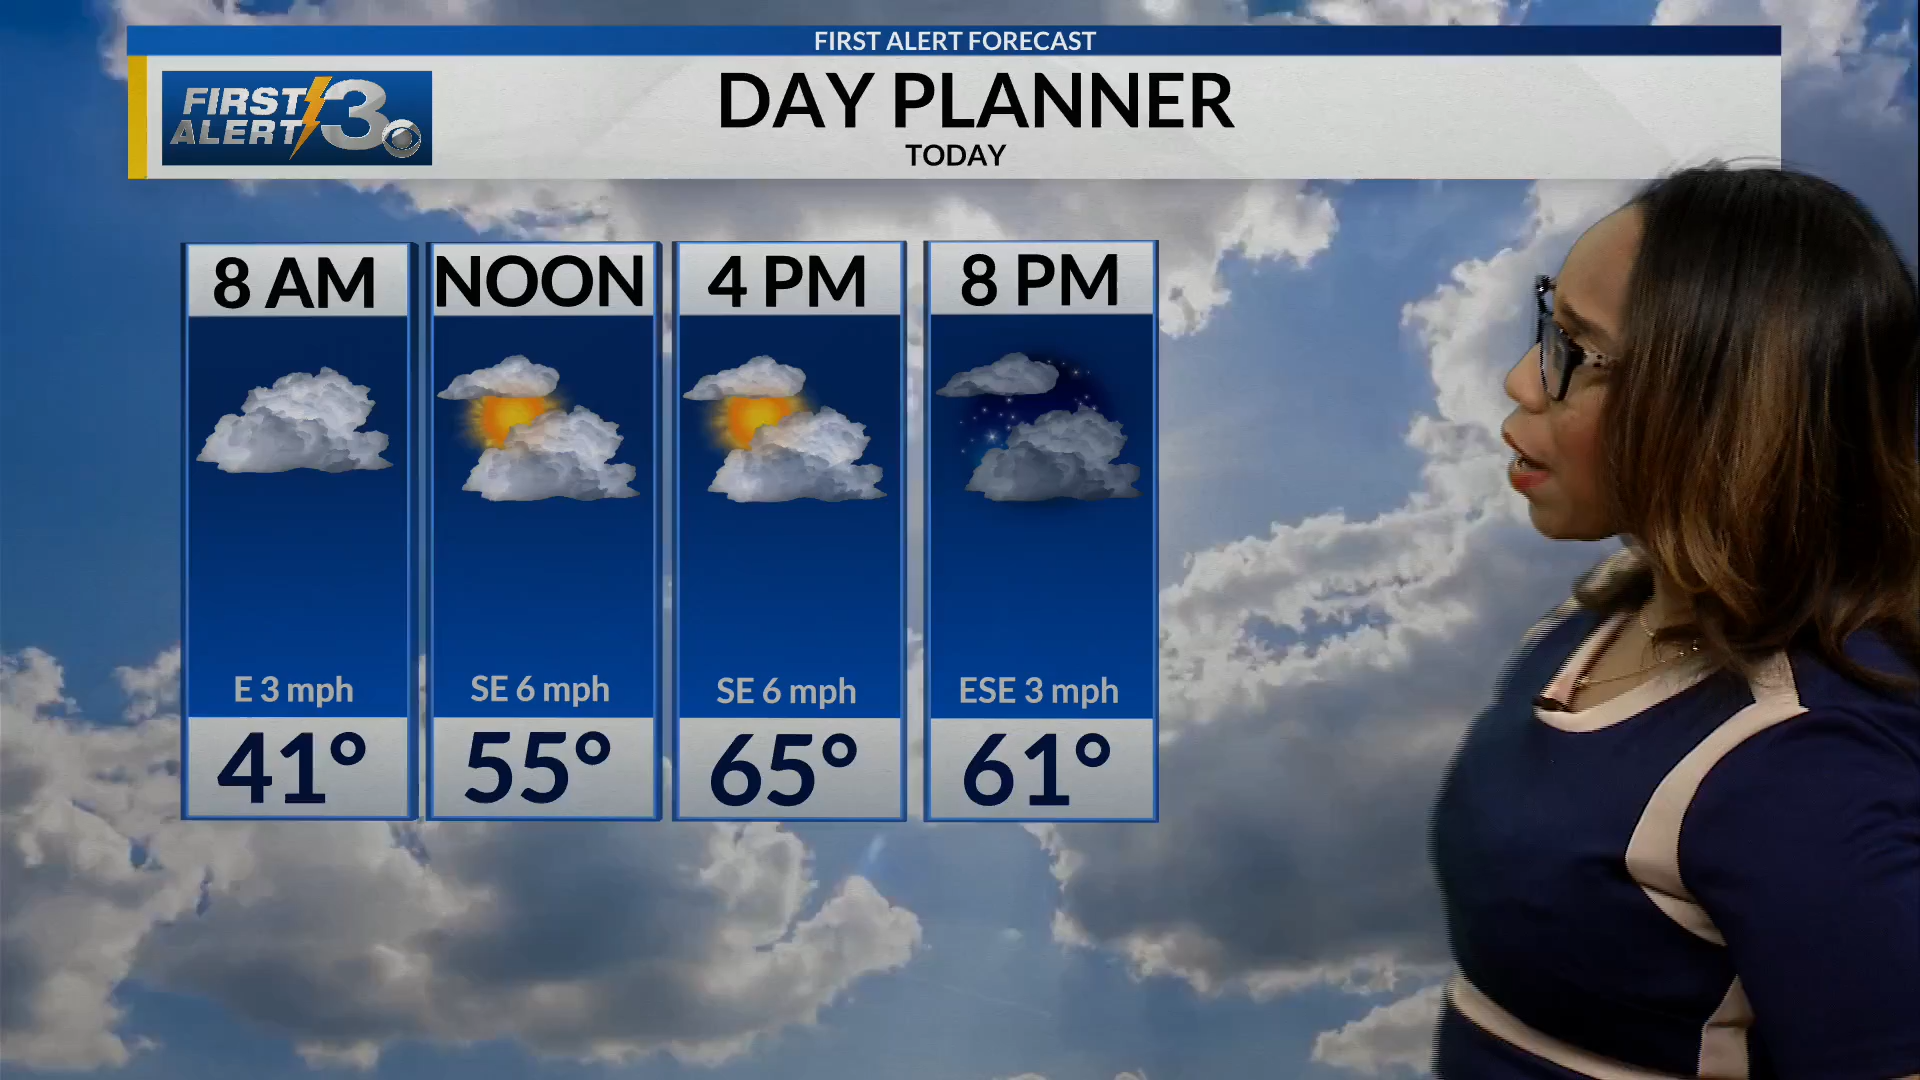 FIRST ALERT FORECAST
FIRST ALERT 3
DAY PLANNER
TODAY
8 AM
NOON
4 PM
8 PM
E 3 mph
SE 6 mph
SE 6 mph
ESE 3 mph
41°
55°
65°
61°